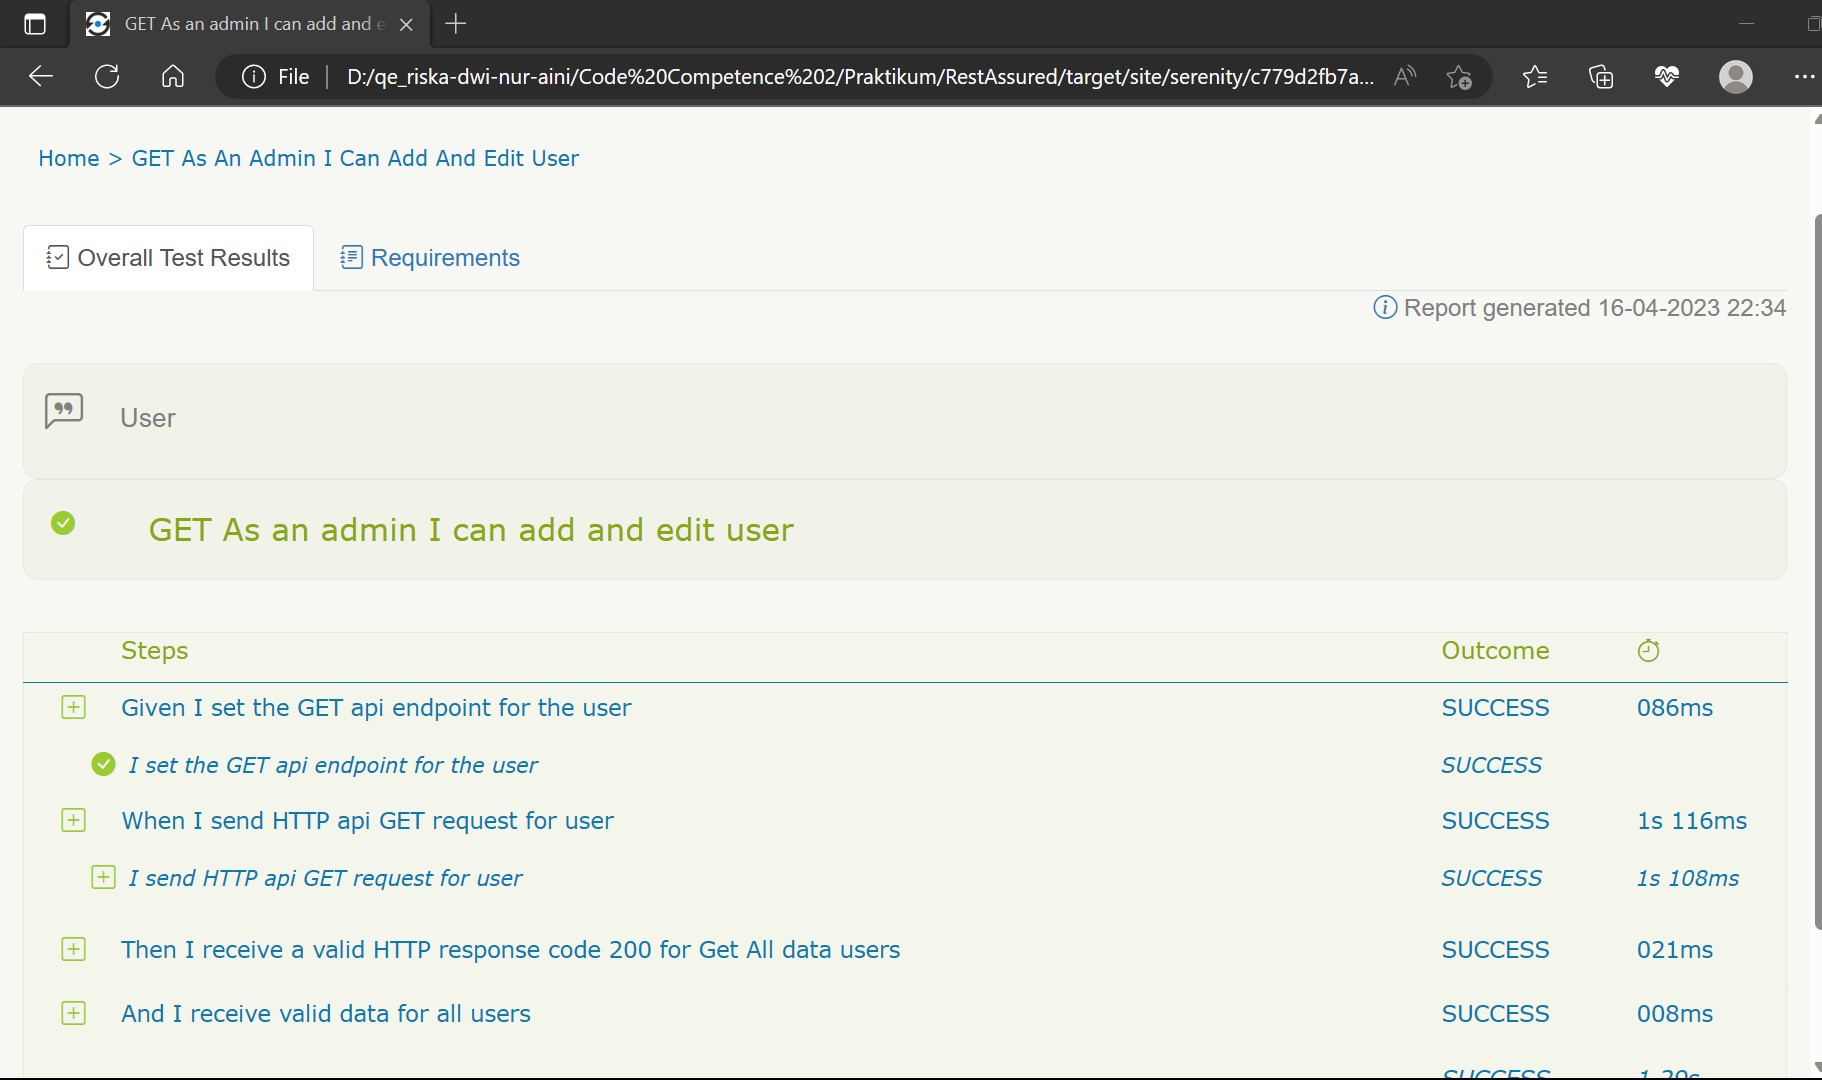 GET As an admin I can add and e
File D:/qe_riska-dwi-nur-aini/Code%20Competence%202/Praktikum/RestAssured/target/site/serenity/c779d2fb7a...
Home > GET As An Admin I Can Add And Edit User
Overall Test Results Requirements
Report generated 16-04-2023 22:34
User
GET As an admin I can add and edit user
Steps Outcome
Given I set the GET api endpoint for the user SUCCESS 086ms
I set the GET api endpoint for the user SUCCESS
When I send HTTP api GET request for user SUCCESS 1s 116ms
I send HTTP api GET request for user SUCCESS 1s 108ms
Then I receive a valid HTTP response code 200 for Get All data users SUCCESS 021ms
And I receive valid data for all users SUCCESS 008ms
SUCCESS